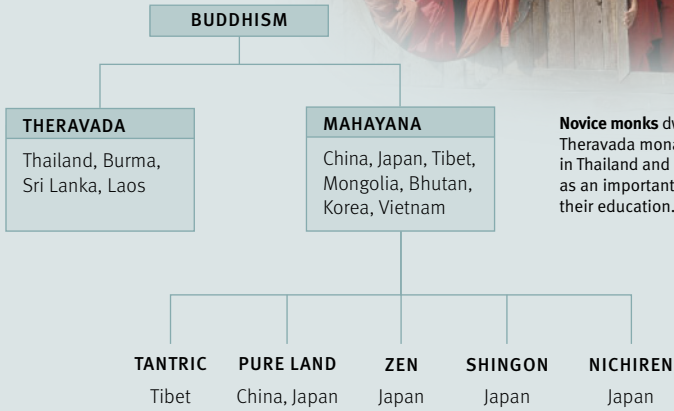 BUDDHISM
THERAVADA
Thailand, Burma,
Sri Lanka, Laos
MAHAYANA
China, Japan, Tibet,
Mongolia, Bhutan,
Korea, Vietnam
Novice monks
Theravada
in Thailand and
as an important
their education.
TANTRIC
Tibet
PURE LAND
China, Japan
ZEN
Japan
SHINGON
Japan
NICHIREN
Japan